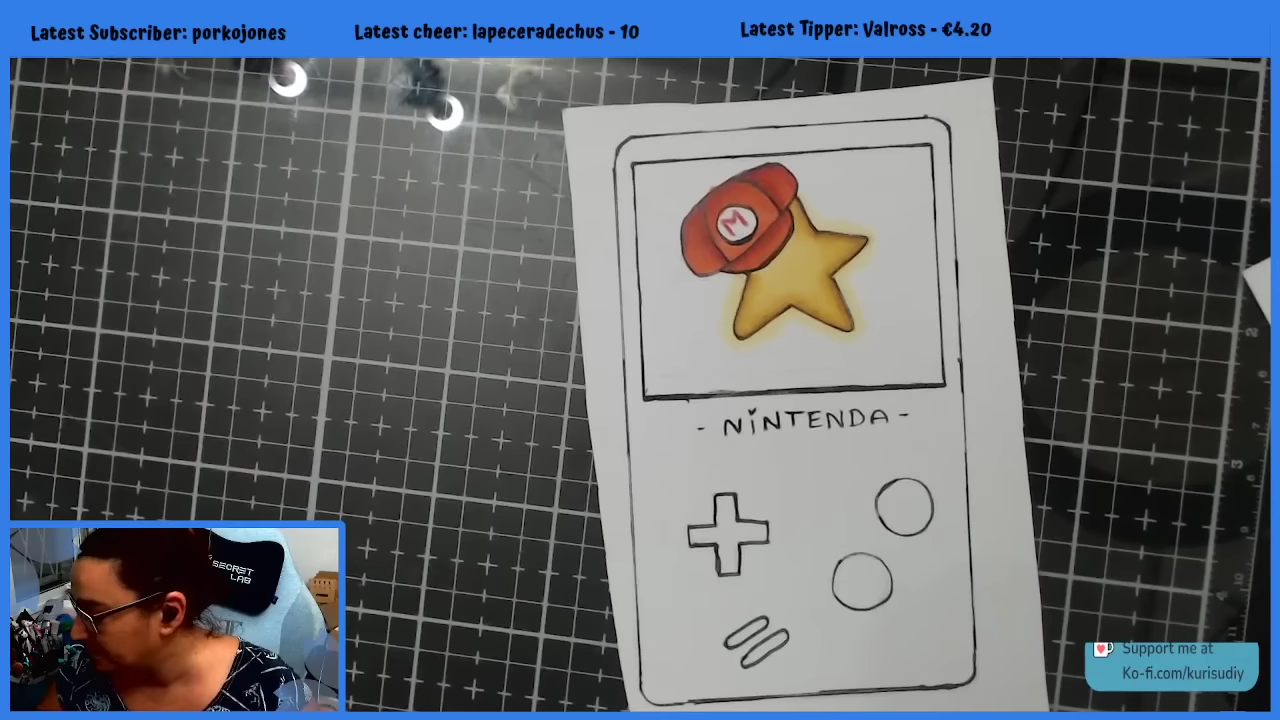 Latest Subscriber: porkojones
Latest cheer: lapeceradechus - 10
Latest Tipper: Valross - €4.20
M
- NiNTENDA -
SECRET
LAB
Support me at
Ko-fi.com/kurisudiy